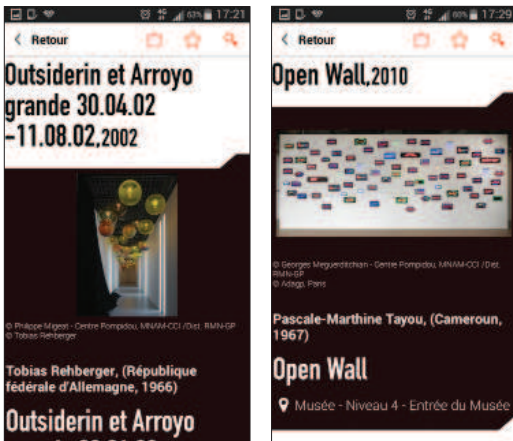 17:21
Retour
Outsiderin et Arroyo
grande 30.04.02
–11.08.02,2002
© Philippe Migeat - Centre Pompidou, MNAM-CCI /Dist. RMN-GP
© Tobias Rehberger
Tobias Rehberger, (République
fédérale d'Allemagne, 1966)
Outsiderin et Arroyo
17:29
Retour
Open Wall,2010
© Georges Meguerditchian - Centre Pompidou, MNAM-CCI /Dist.
RMN-GP
© Adagp, Paris
Pascale-Marthine Tayou, (Cameroun,
1967)
Open Wall
Musée - Niveau 4 - Entrée du Musée